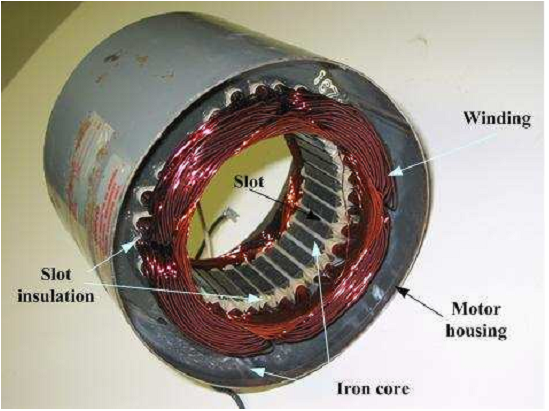 Winding
Slot
Slot
insulation
Motor
housing
Iron core